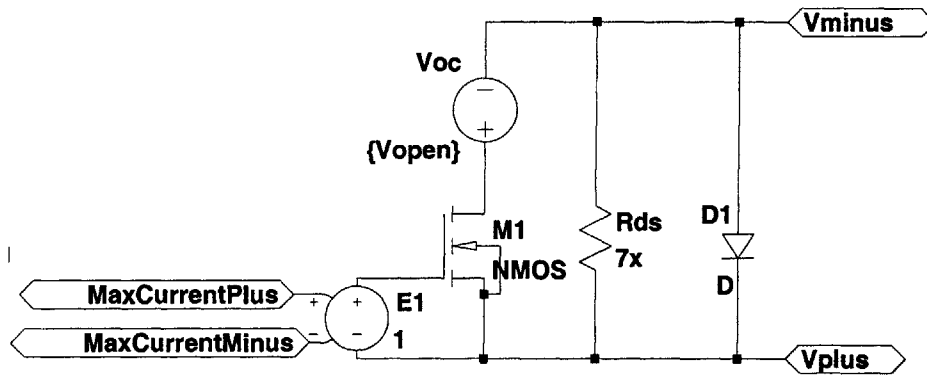 Vminus
Voc
{Vopen}
M1
NMOS
Rds
7x
D1
D
MaxCurrentPlus
MaxCurrentMinus
E1
1
Vplus